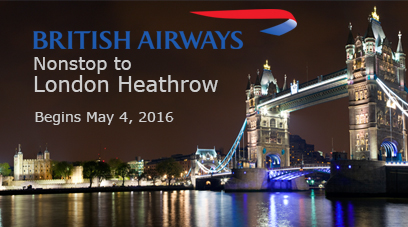 BRITISH AIRWAYS
Nonstop to
London Heathrow
Begins May 4, 2016